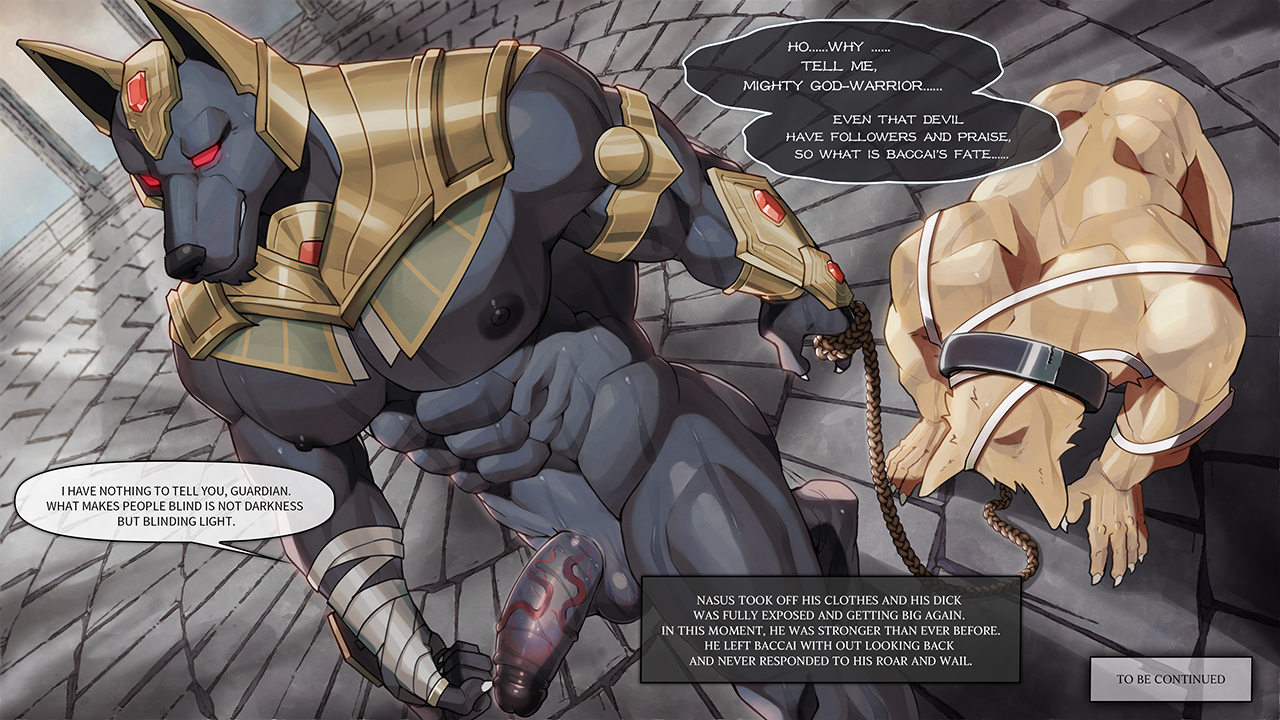 HO......WHY ......
TELL ME,
MIGHTY GOD-WARRIOR......
EVEN THAT DEVIL
HAVE FOLLOWERS AND PRAISE,
SO WHAT IS BACCAI'S FATE......
I HAVE NOTHING TO TELL YOU, GUARDIAN.
WHAT MAKES PEOPLE BLIND IS NOT DARKNESS
BUT BLINDING LIGHT.
NASUS TOOK OFF HIS CLOTHES AND HIS DICK
WAS FULLY EXPOSED AND GETTING BIG AGAIN.
IN THIS MOMENT, HE WAS STRONGER THAN EVER BEFORE.
HE LEFT BACCAI WITH OUT LOOKING BACK
AND NEVER RESPONDED TO HIS ROAR AND WAIL.
TO BE CONTINUED